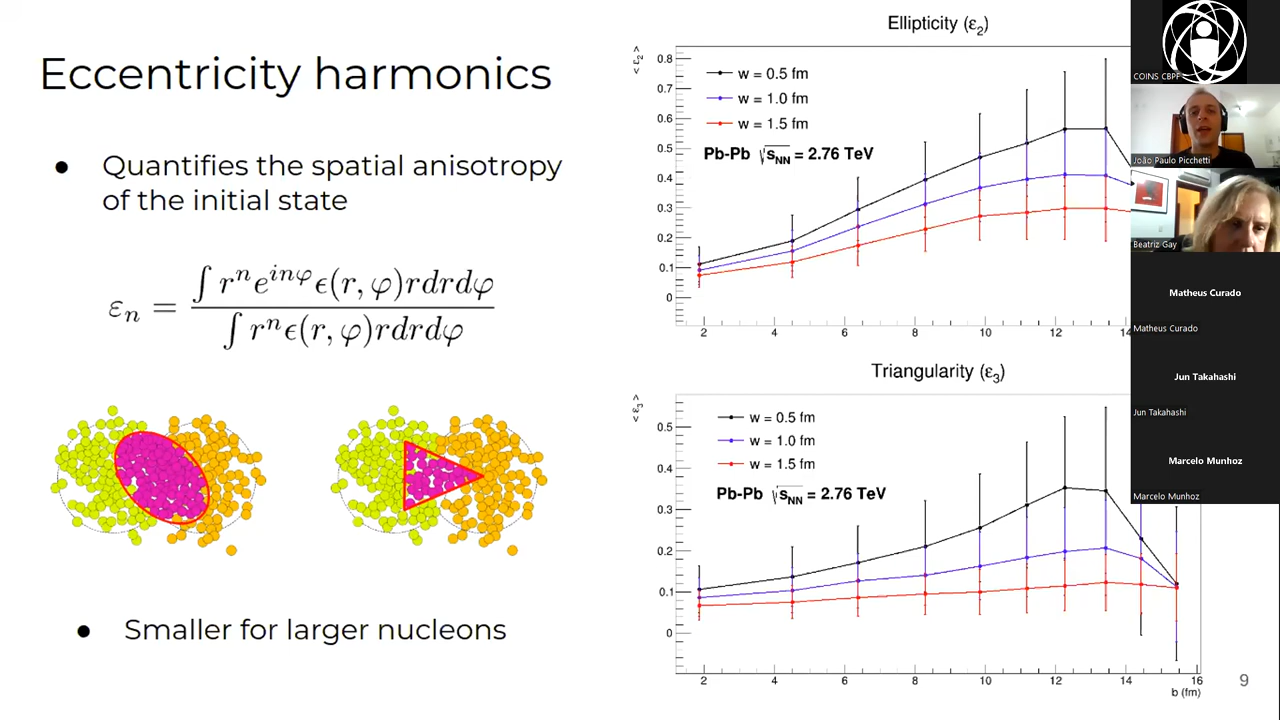 Eccentricity harmonics
● Quantifies the spatial anisotropy
of the initial state
εₙ = ∫ rⁿe^{inφ}ϵ(r, φ)rdrdφ / ∫ rⁿϵ(r, φ)rdrdφ
● Smaller for larger nucleons
Ellipticity (ε₂)
< ε₂ >
0.8
0.7
0.6
0.5
0.4
0.3
0.2
0.1
0
w = 0.5 fm
w = 1.0 fm
w = 1.5 fm
Pb-Pb √sNN = 2.76 TeV
2 4 6 8 10 12 14
Triangularity (ε₃)
< ε₃ >
0.5
0.4
0.3
0.2
0.1
0
w = 0.5 fm
w = 1.0 fm
w = 1.5 fm
Pb-Pb √sNN = 2.76 TeV
2 4 6 8 10 12 14 16
b (fm)
9
COINS CBPF
João Paulo Picchetti
Beatriz Gay
Matheus Curado
Matheus Curado
Jun Takahashi
Jun Takahashi
Marcelo Munhoz
Marcelo Munhoz